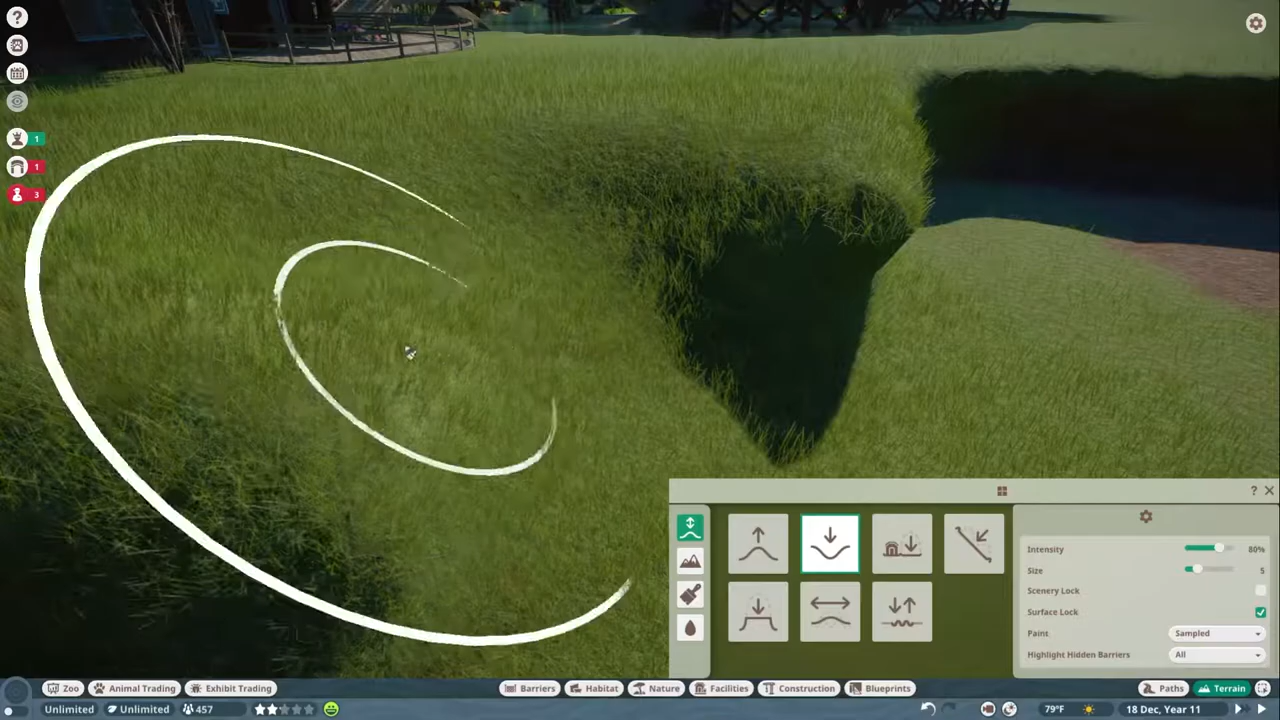 ?
1
1
3
? ×
Intensity 80%
Size 5
Scenery Lock
Surface Lock
Paint Sampled
Highlight Hidden Barriers All
Zoo Animal Trading Exhibit Trading Barriers Habitat Nature Facilities Construction Blueprints Paths Terrain
Unlimited Unlimited 457 79°F 18 Dec, Year 11